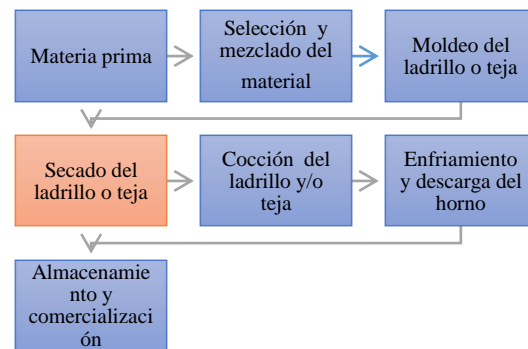 Materia prima
Selección y
mezclado del
material
Moldeo del
ladrillo o teja
Secado del
ladrillo o teja
Cocción del
ladrillo y/o
teja
Enfriamiento
y descarga del
horno
Almacenamie
nto y
comercializaci
ón